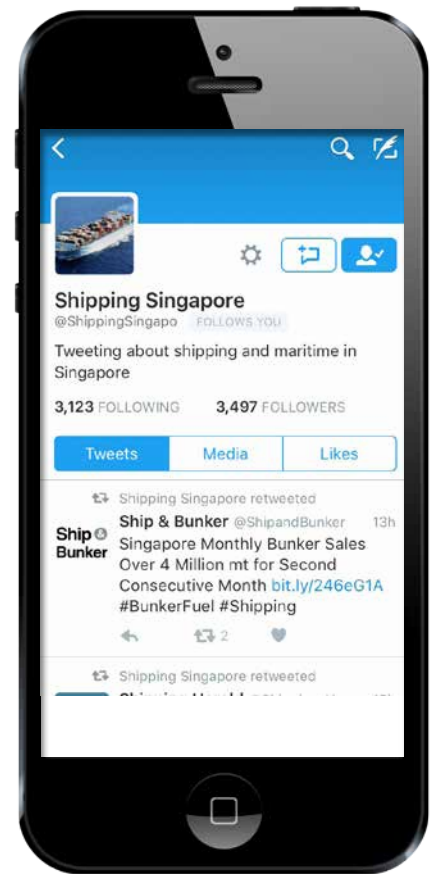 Shipping Singapore
@ShippingSingapo FOLLOWS YOU
Tweeting about shipping and maritime in
Singapore
3,123 FOLLOWING 3,497 FOLLOWERS
Tweets Media Likes
Shipping Singapore retweeted
Ship & Bunker @ShipandBunker 13h
Ship
Bunker
Singapore Monthly Bunker Sales
Over 4 Million mt for Second
Consecutive Month bit.ly/246eG1A
#BunkerFuel #Shipping
2
Shipping Singapore retweeted